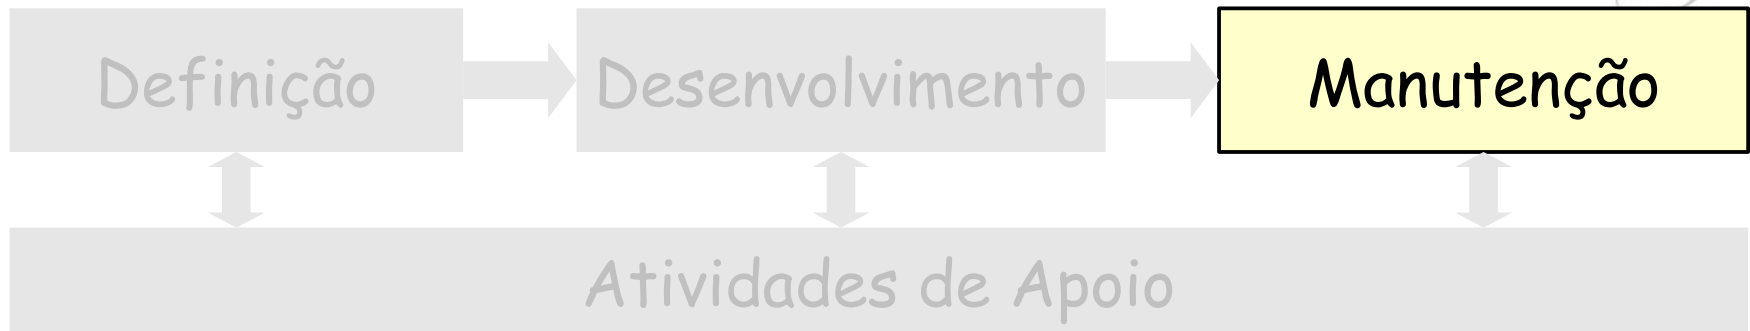 Definição
Desenvolvimento
Manutenção
Atividades de Apoio